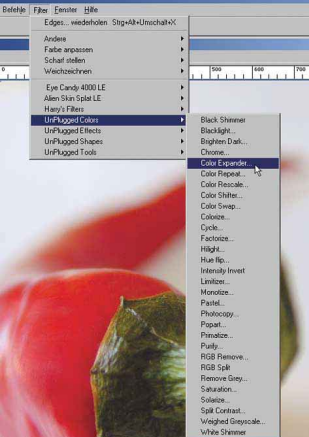 Befehle Filter Fenster Hilfe
Edges... wiederholen Strg+Alt+Umschalt+X
Andere
Farbe anpassen
Scharf stellen
Weichzeichnen
Eye Candy 4000 LE
Alien Skin Splat LE
Harry's Filters
UnPlugged Colors
UnPlugged Effects
UnPlugged Shapes
UnPlugged Tools
0 500 600 700
Black Shimmer
Blacklight...
Brighten Dark...
Chrome...
Color Expander...
Color Repeat...
Color Rescale...
Color Shifter...
Color Swap...
Colorize...
Cycle...
Factorize...
Hilight...
Hue flip...
Intensity Invert
Limitizer...
Monotize...
Pastel...
Photocopy...
Popart...
Primatize...
Purify...
RGB Remove...
RGB Split
Remove Grey...
Saturation...
Solarize...
Split Contrast...
Weighed Greyscale...
White Shimmer